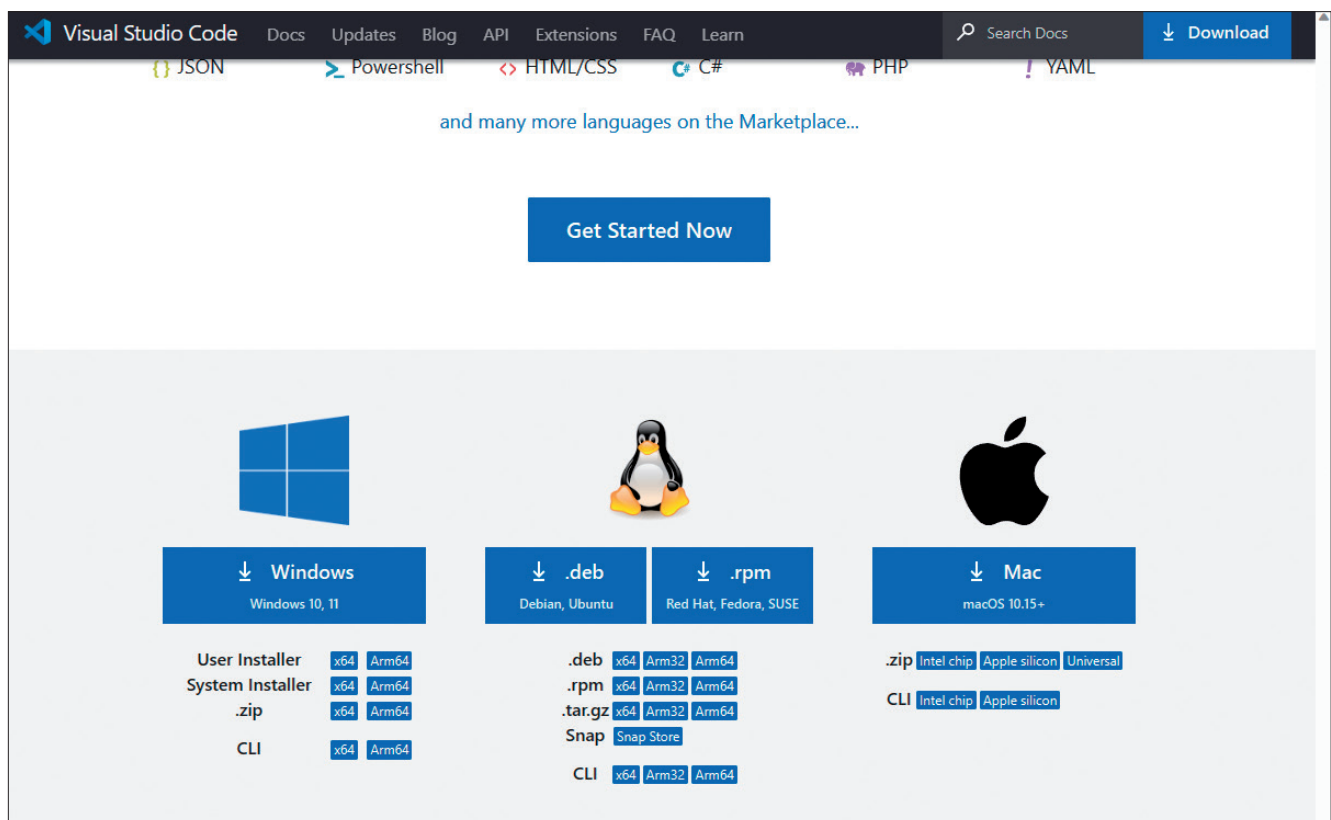 Visual Studio Code Docs Updates Blog API Extensions FAQ Learn Search Docs Download
{} JSON Powershell <> HTML/CSS C# C# PHP ! YAML
and many more languages on the Marketplace...
Get Started Now
Windows
Windows 10, 11
User Installer x64 Arm64
System Installer x64 Arm64
.zip x64 Arm64
CLI x64 Arm64
.deb
Debian, Ubuntu
.rpm
Red Hat, Fedora, SUSE
.deb x64 Arm32 Arm64
.rpm x64 Arm32 Arm64
.tar.gz x64 Arm32 Arm64
Snap Snap Store
CLI x64 Arm32 Arm64
Mac
macOS 10.15+
.zip Intel chip Apple silicon Universal
CLI Intel chip Apple silicon